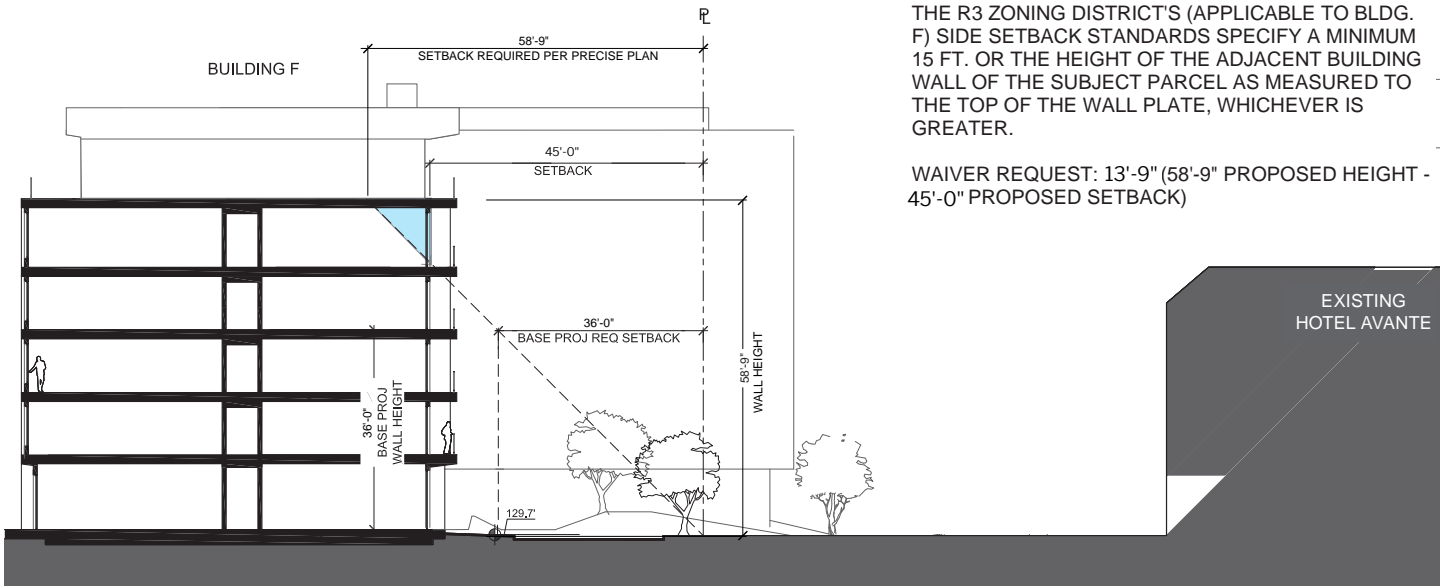 PL
58'-9"
SETBACK REQUIRED PER PRECISE PLAN
BUILDING F
45'-0"
SETBACK
36'-0"
BASE PROJ REQ SETBACK
58'-9"
WALL HEIGHT
36'-0"
BASE PROJ
WALL HEIGHT
129.7'
THE R3 ZONING DISTRICT'S (APPLICABLE TO BLDG.
F) SIDE SETBACK STANDARDS SPECIFY A MINIMUM
15 FT. OR THE HEIGHT OF THE ADJACENT BUILDING
WALL OF THE SUBJECT PARCEL AS MEASURED TO
THE TOP OF THE WALL PLATE, WHICHEVER IS
GREATER.
WAIVER REQUEST: 13'-9" (58'-9" PROPOSED HEIGHT -
45'-0" PROPOSED SETBACK)
EXISTING
HOTEL AVANTE